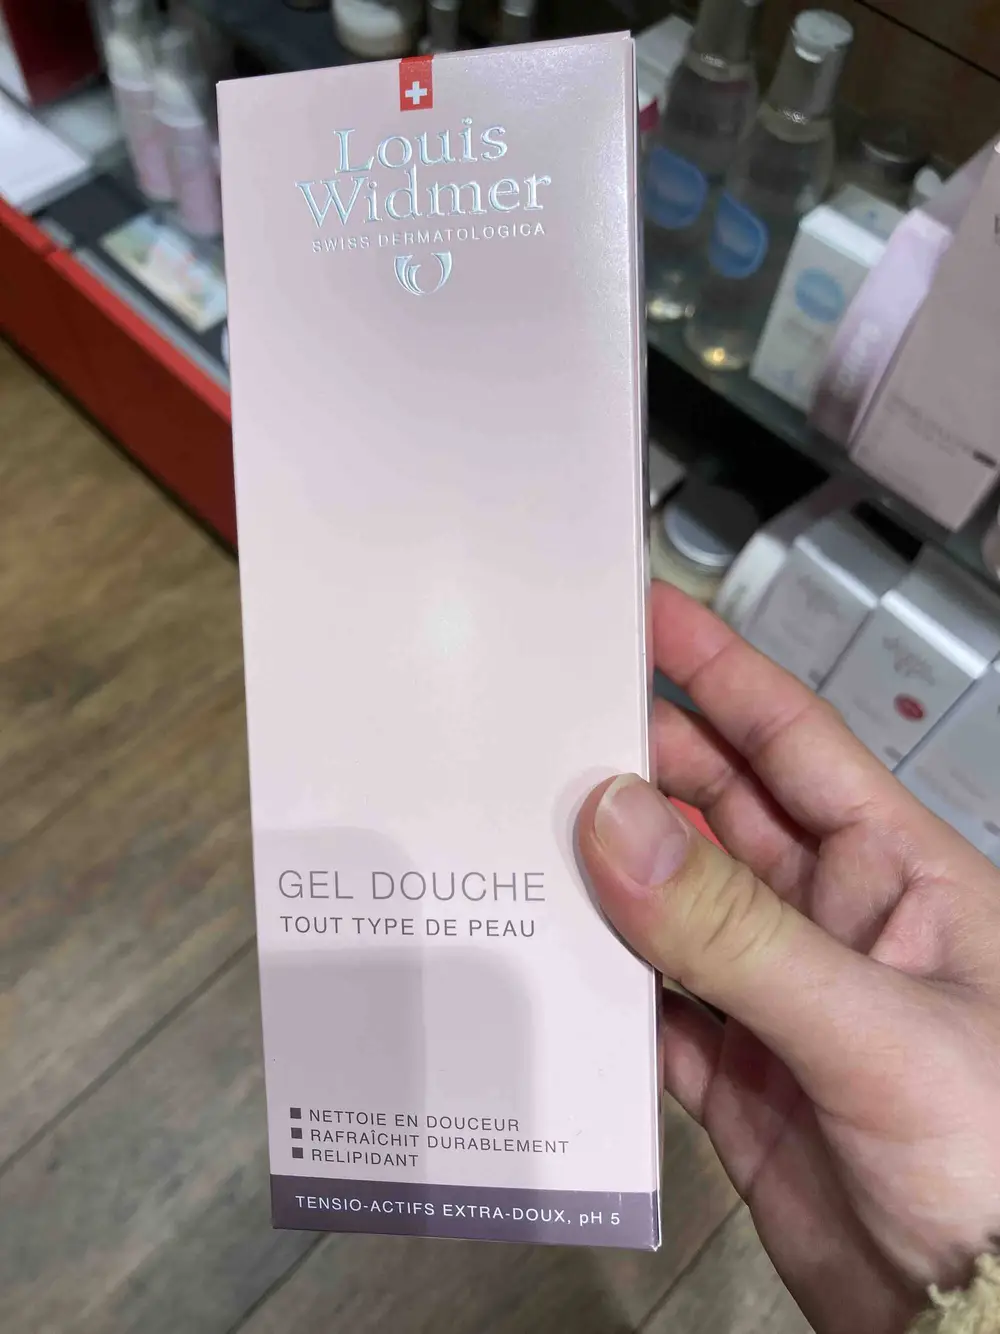 Louis
Widmer
SWISS DERMATOLOGICA
GEL DOUCHE
TOUT TYPE DE PEAU
■ NETTOIE EN DOUCEUR
■ RAFRAÎCHIT DURABLEMENT
■ RELIPIDANT
TENSIO-ACTIFS EXTRA-DOUX, pH 5